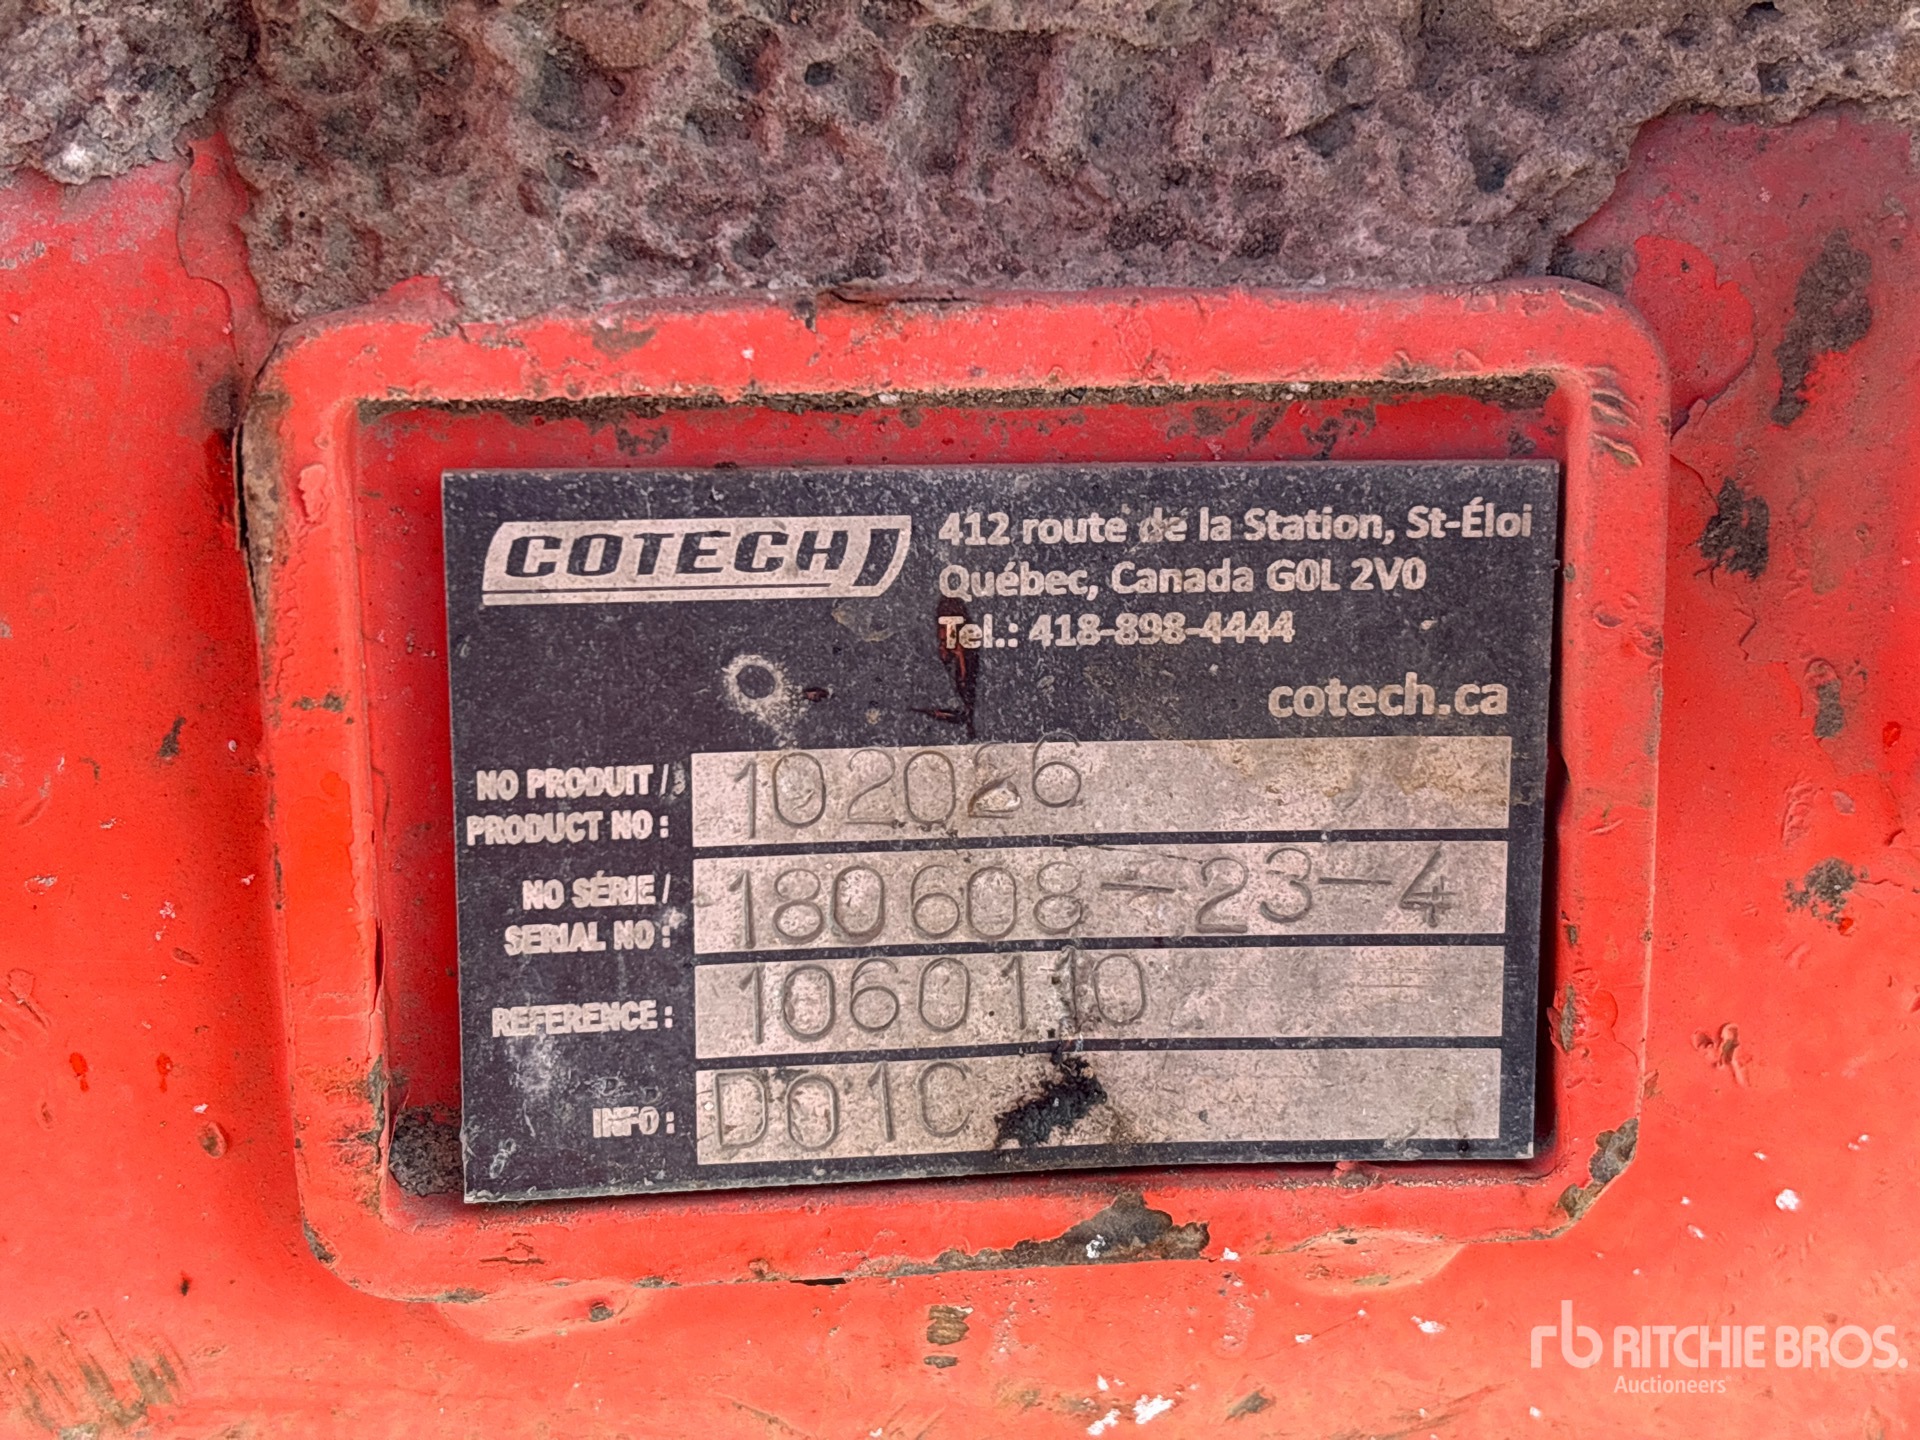 COTECH
412 route de la Station, St-Éloi
Québec, Canada G0L 2V0
Tel.: 418-898-4444
cotech.ca
NO PRODUIT /
PRODUCT NO : 102026
NO SÉRIE /
SERIAL NO : 180608-23-4
REFERENCE : 1060110
INFO : D01C
rb RITCHIE BROS.
Auctioneers